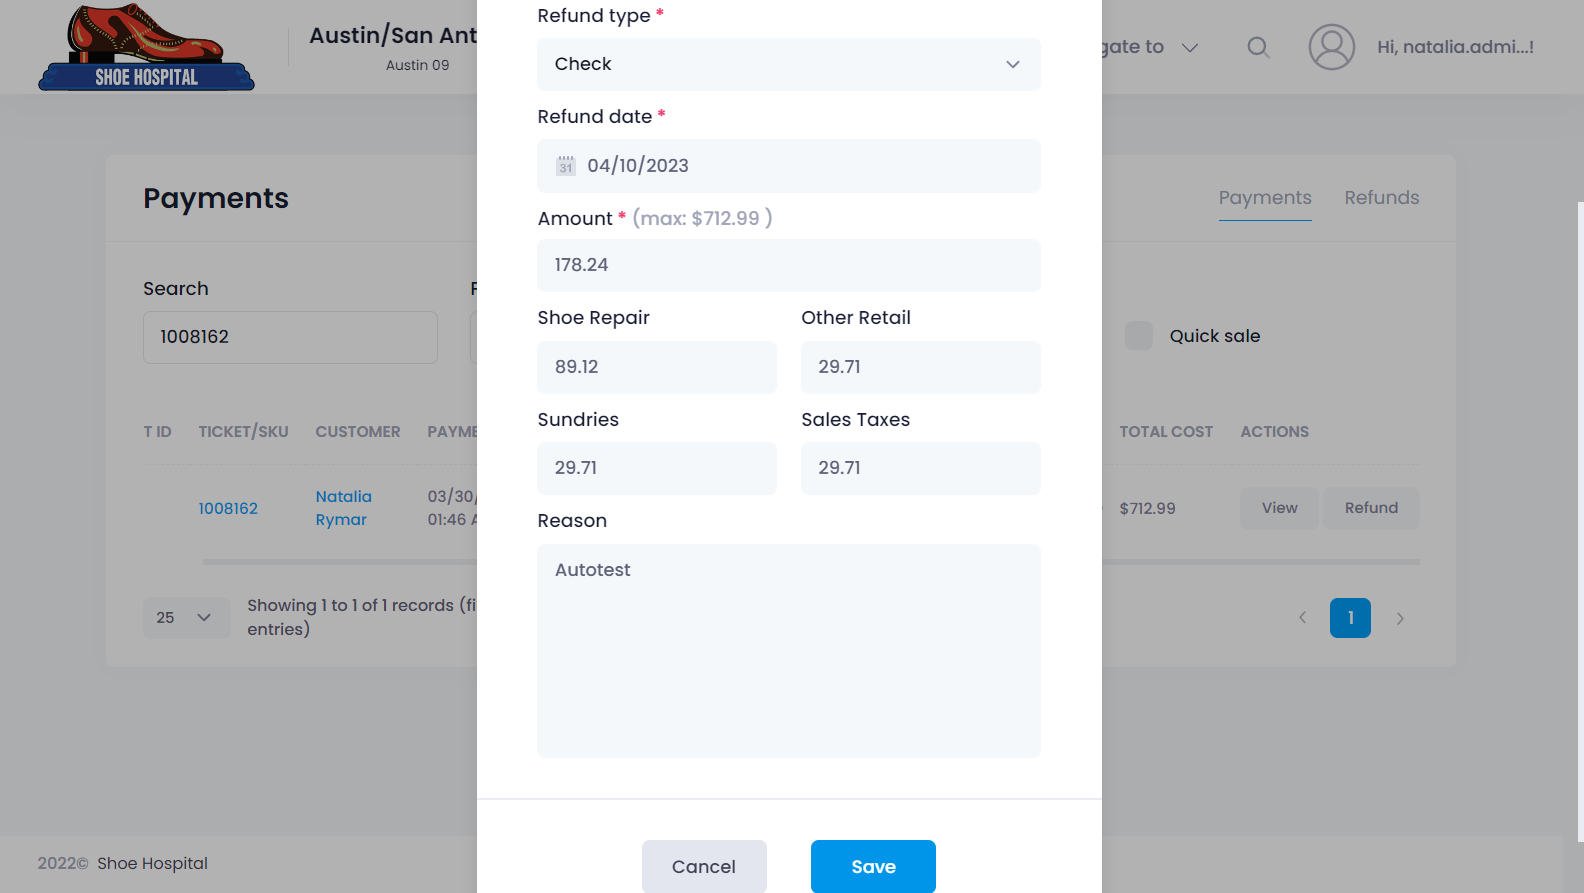 SHOE HOSPITAL
Austin/San Ant
Austin 09
gate to
Hi, natalia.admi...!
Payments
Payments
Refunds
Search
1008162
Quick sale
T ID
TICKET/SKU
CUSTOMER
PAYME
TOTAL COST
ACTIONS
1008162
Natalia
Rymar
03/30/
01:46 A
$712.99
View
Refund
25
Showing 1 to 1 of 1 records (fi
entries)
1
2022© Shoe Hospital
Refund type *
Check
Refund date *
31
04/10/2023
Amount * (max: $712.99 )
178.24
Shoe Repair
Other Retail
89.12
29.71
Sundries
Sales Taxes
29.71
29.71
Reason
Autotest
Cancel
Save